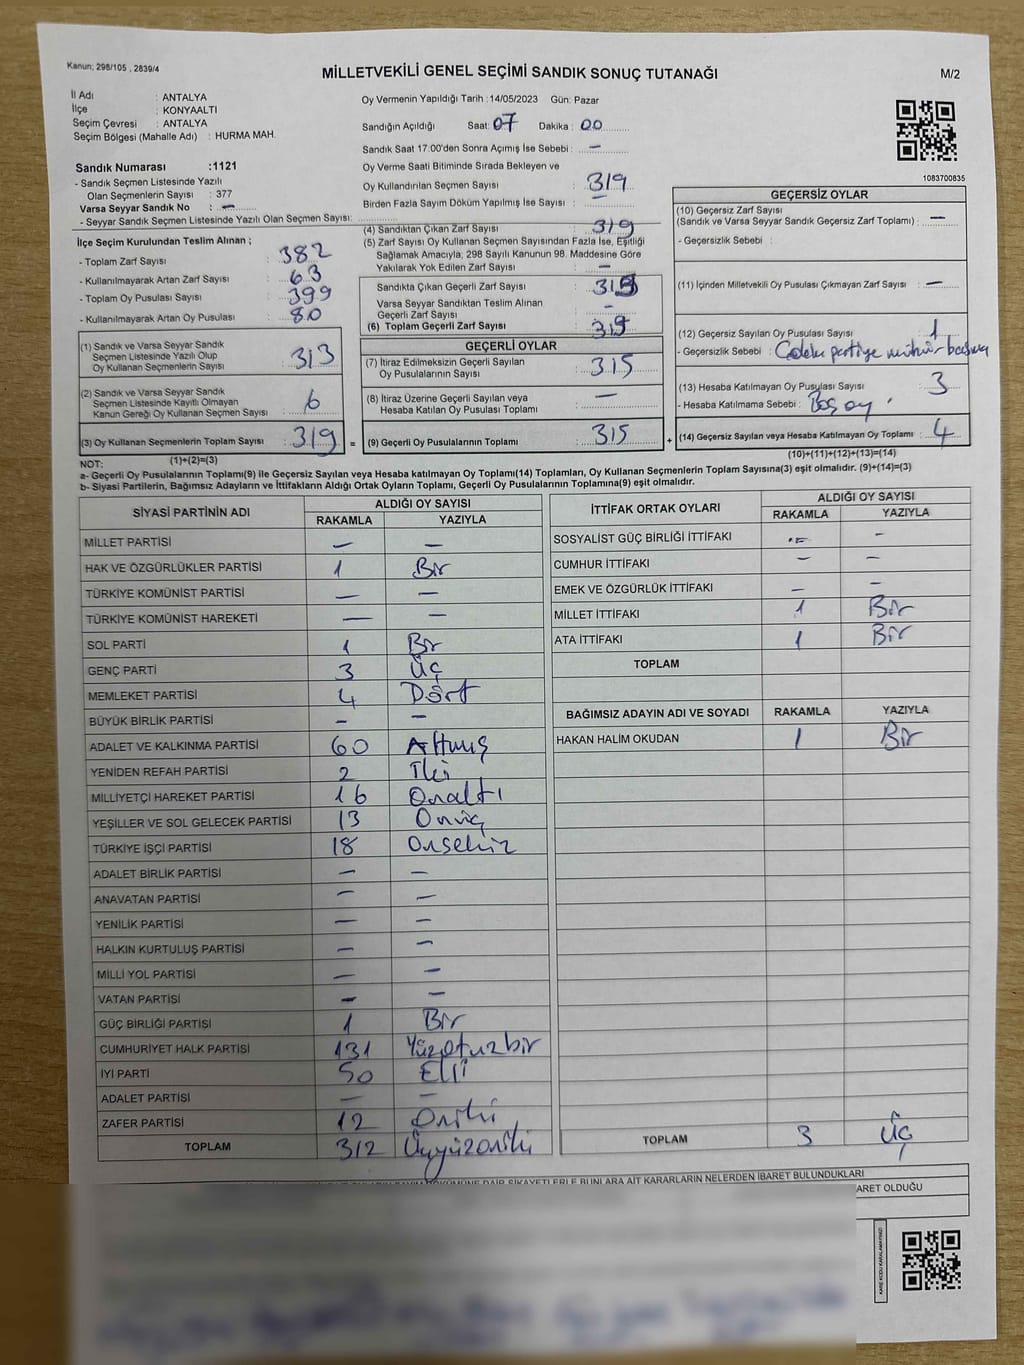 Kanun; 298/105 , 2839/4
MİLLETVEKİLİ GENEL SEÇİMİ SANDIK SONUÇ TUTANAĞI
M/2
İl Adı : ANTALYA
İlçe : KONYAALTI
Seçim Çevresi : ANTALYA
Seçim Bölgesi (Mahalle Adı) : HURMA MAH.
Sandık Numarası :1121
- Sandık Seçmen Listesinde Yazılı
Olan Seçmenlerin Sayısı : 377
Varsa Seyyar Sandık No : —
- Seyyar Sandık Seçmen Listesinde Yazılı Olan Seçmen Sayısı:
Oy Vermenin Yapıldığı Tarih :14/05/2023 Gün: Pazar
Sandığın Açıldığı Saat: 07 Dakika : 00
Sandık Saat 17:00'den Sonra Açımış İse Sebebi : —
Oy Verme Saati Bitiminde Sırada Bekleyen ve
Oy Kullandırılan Seçmen Sayısı : 319
Birden Fazla Sayım Döküm Yapılmış İse Sayısı : —
1083700835
İlçe Seçim Kurulundan Teslim Alınan ;
- Toplam Zarf Sayısı : 382
- Kullanılmayarak Artan Zarf Sayısı : 63
- Toplam Oy Pusulası Sayısı : 399
- Kullanılmayarak Artan Oy Pusulası : 80
(1) Sandık ve Varsa Seyyar Sandık
Seçmen Listesinde Yazılı Olup
Oy Kullanan Seçmenlerin Sayısı : 313
(2) Sandık ve Varsa Seyyar Sandık
Seçmen Listesinde Kayıtlı Olmayan
Kanun Gereği Oy Kullanan Seçmen Sayısı : 6
(3) Oy Kullanan Seçmenlerin Toplam Sayısı : 319 =
(1)+(2)=(3)
(4) Sandıktan Çıkan Zarf Sayısı : 319
(5) Zarf Sayısı Oy Kullanan Seçmen Sayısından Fazla İse, Eşitliği
Sağlamak Amacıyla; 298 Sayılı Kanunun 98. Maddesine Göre
Yakılarak Yok Edilen Zarf Sayısı : —
Sandıkta Çıkan Geçerli Zarf Sayısı : 319
Varsa Seyyar Sandıktan Teslim Alınan
Geçerli Zarf Sayısı : —
(6) Toplam Geçerli Zarf Sayısı : 319
GEÇERLİ OYLAR
(7) İtiraz Edilmeksizin Geçerli Sayılan
Oy Pusulalarının Sayısı : 315
(8) İtiraz Üzerine Geçerli Sayılan veya
Hesaba Katılan Oy Pusulası Toplamı : —
(9) Geçerli Oy Pusulalarının Toplamı : 315 +
GEÇERSİZ OYLAR
(10) Geçersiz Zarf Sayısı
(Sandık ve Varsa Seyyar Sandık Geçersiz Zarf Toplamı) : —
- Geçersizlik Sebebi :
(11) İçinden Milletvekili Oy Pusulası Çıkmayan Zarf Sayısı : —
(12) Geçersiz Sayılan Oy Pusulası Sayısı : 1
- Geçersizlik Sebebi : partiye mühür basma
(13) Hesaba Katılmayan Oy Pusulası Sayısı : 3
- Hesaba Katılmama Sebebi : Boş oy
(14) Geçersiz Sayılan veya Hesaba Katılmayan Oy Toplamı : 4
(10)+(11)+(12)+(13)=(14)
NOT:
a- Geçerli Oy Pusulalarının Toplamı(9) ile Geçersiz Sayılan veya Hesaba katılmayan Oy Toplamı(14) Toplamları, Oy Kullanan Seçmenlerin Toplam Sayısına(3) eşit olmalıdır. (9)+(14)=(3)
b- Siyasi Partilerin, Bağımsız Adayların ve İttifakların Aldığı Ortak Oyların Toplamı, Geçerli Oy Pusulalarının Toplamına(9) eşit olmalıdır.
SİYASİ PARTİNİN ADI ALDIĞI OY SAYISI
RAKAMLA YAZIYLA
MİLLET PARTİSİ — —
HAK VE ÖZGÜRLÜKLER PARTİSİ 1 Bir
TÜRKİYE KOMÜNİST PARTİSİ — —
TÜRKİYE KOMÜNİST HAREKETİ — —
SOL PARTİ 1 Bir
GENÇ PARTİ 3 Üç
MEMLEKET PARTİSİ 4 Dört
BÜYÜK BİRLİK PARTİSİ — —
ADALET VE KALKINMA PARTİSİ 60 Altmış
YENİDEN REFAH PARTİSİ 2 İki
MİLLİYETÇİ HAREKET PARTİSİ 16 Onaltı
YEŞİLLER VE SOL GELECEK PARTİSİ 13 Onüç
TÜRKİYE İŞÇİ PARTİSİ 18 Onsekiz
ADALET BİRLİK PARTİSİ — —
ANAVATAN PARTİSİ — —
YENİLİK PARTİSİ — —
HALKIN KURTULUŞ PARTİSİ — —
MİLLİ YOL PARTİSİ — —
VATAN PARTİSİ — —
GÜÇ BİRLİĞİ PARTİSİ 1 Bir
CUMHURİYET HALK PARTİSİ 131 Yüzotuzbir
İYİ PARTİ 50 Elli
ADALET PARTİSİ — —
ZAFER PARTİSİ 12 Oniki
TOPLAM 312 Üçyüzoniki
İTTİFAK ORTAK OYLARI ALDIĞI OY SAYISI
RAKAMLA YAZIYLA
SOSYALİST GÜÇ BİRLİĞİ İTTİFAKI — —
CUMHUR İTTİFAKI — —
EMEK VE ÖZGÜRLÜK İTTİFAKI — —
MİLLET İTTİFAKI 1 Bir
ATA İTTİFAKI 1 Bir
TOPLAM
BAĞIMSIZ ADAYIN ADI VE SOYADI RAKAMLA YAZIYLA
HAKAN HALİM OKUDAN 1 Bir
TOPLAM 3 Üç
DAİR ŞİKAYETLERLE BUNLARA AİT KARARLARIN NELERDEN İBARET BULUNDUKLARI
ARET OLDUĞU